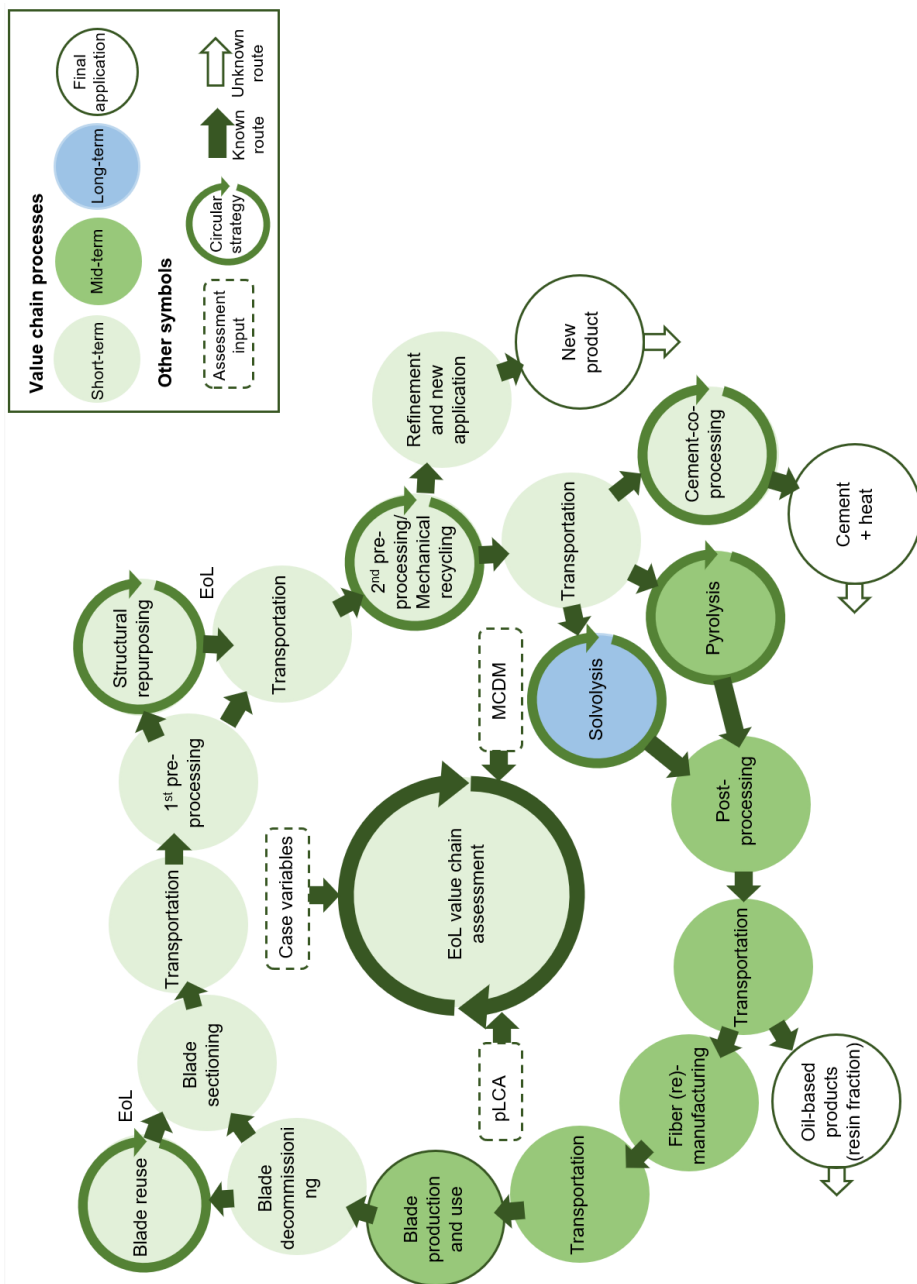 Value chain processes
Short-term
Mid-term
Long-term
Final
application
Other symbols
Assessment
input
Circular
strategy
Known
route
Unknown
route
Blade reuse
EoL
Blade
sectioning
Blade
decommissioni
ng
Blade
production
and use
Transportation
1st pre-
processing
Structural
repurposing
EoL
Transportation
2nd pre-
processing/
Mechanical
recycling
Refinement
and new
application
New
product
Transportation
Cement-co-
processing
Cement
+ heat
Pyrolysis
Solvolysis
Post-
processing
Transportation
Oil-based
products
(resin fraction)
Fiber (re)-
manufacturing
Transportation
Case variables
MCDM
pLCA
EoL value chain
assessment